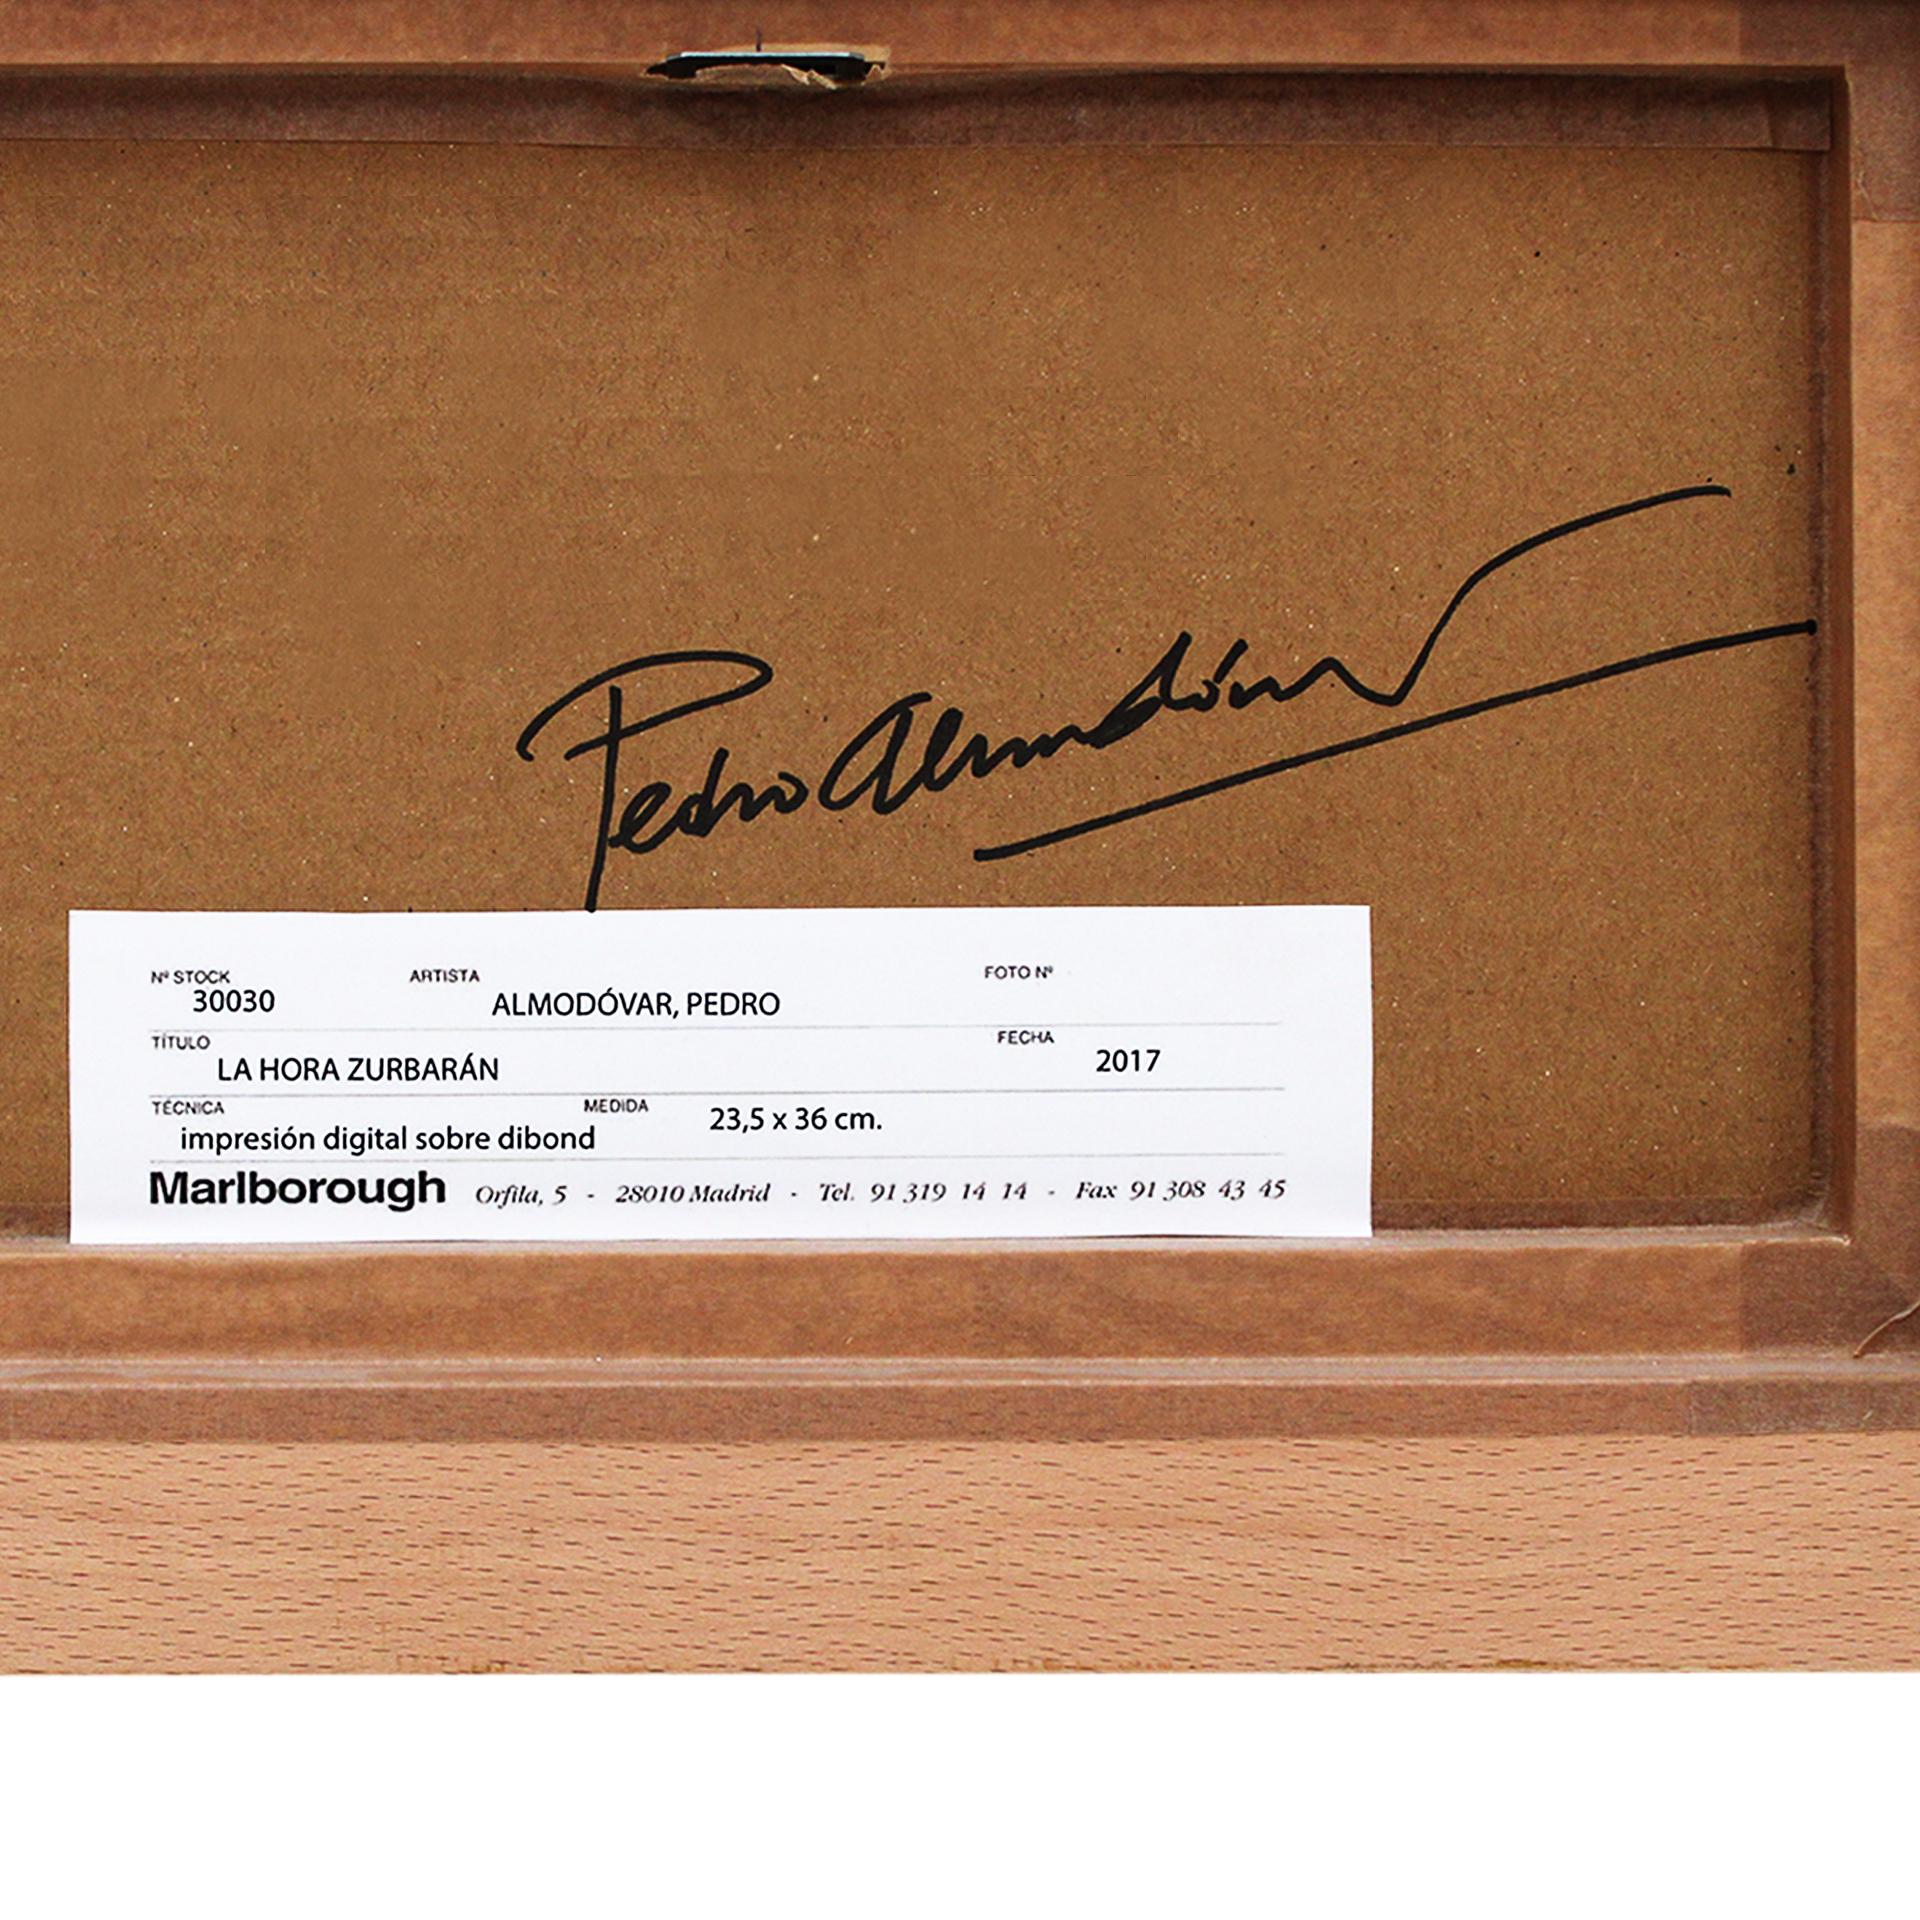 Pedro Almodóvar
Nº STOCK ARTISTA FOTO Nº
30030 ALMODÓVAR, PEDRO
TÍTULO FECHA
LA HORA ZURBARÁN 2017
TÉCNICA MEDIDA 23,5 x 36 cm.
impresión digital sobre dibond
Marlborough Orfila, 5 - 28010 Madrid - Tel. 91 319 14 14 - Fax 91 308 43 45